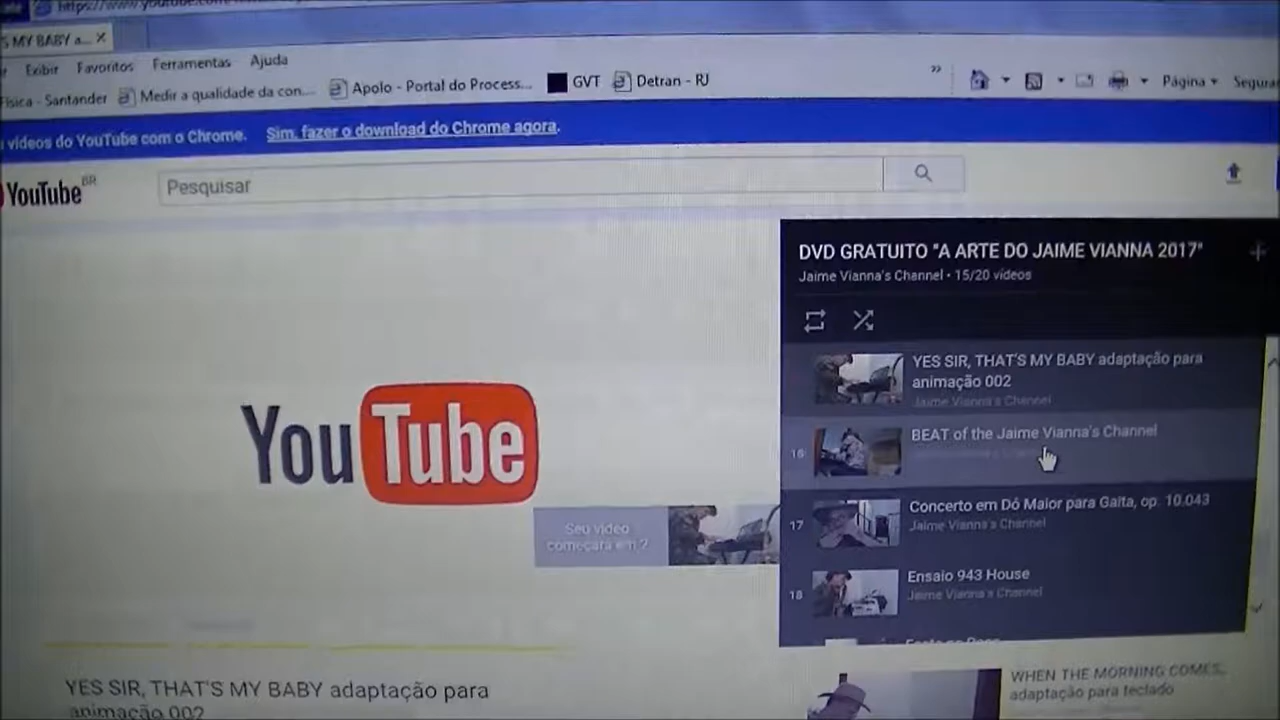 https://www.youtube.com
S MY BABY a...
Exibir Favoritos Ferramentas Ajuda
Física - Santander Medir a qualidade da con... Apolo - Portal do Process... GVT Detran - RJ » Página Segura
vídeos do YouTube com o Chrome. Sim, fazer o download do Chrome agora.
YouTube BR
Pesquisar
DVD GRATUITO "A ARTE DO JAIME VIANNA 2017"
Jaime Vianna's Channel • 15/20 vídeos
YES SIR, THAT'S MY BABY adaptação para
animação 002
Jaime Vianna's Channel
16
BEAT of the Jaime Vianna's Channel
17
Concerto em Dó Maior para Gaita, op. 10.043
Jaime Vianna's Channel
18
Ensaio 943 House
Jaime Vianna's Channel
YouTube
Seu vídeo
começará em 2
YES SIR, THAT'S MY BABY adaptação para
animação 002
WHEN THE MORNING COMES,
adaptação para teclado